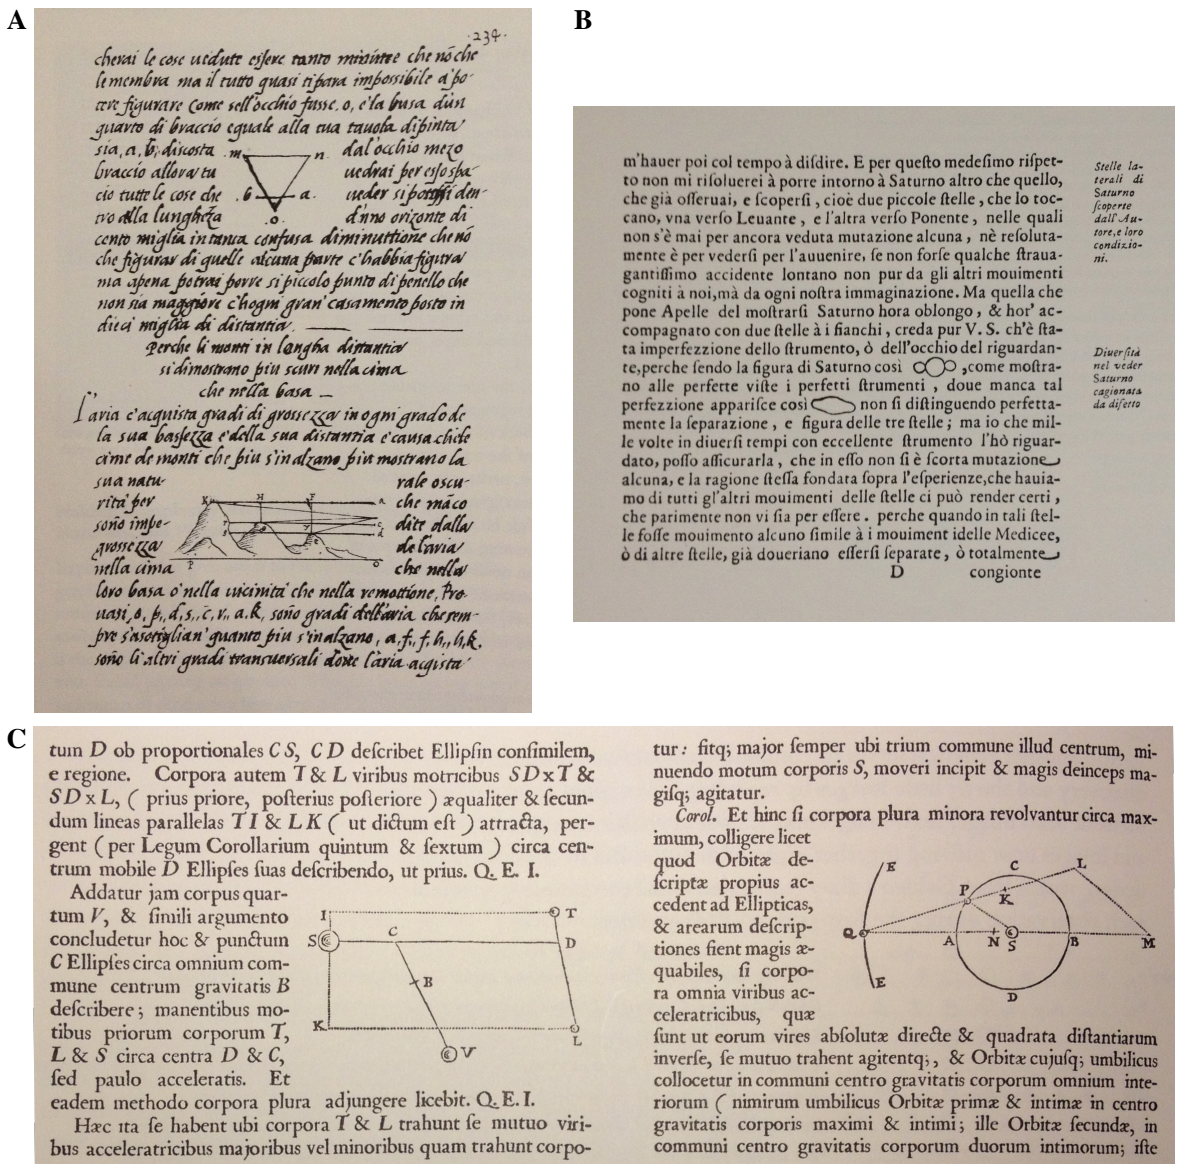 A
·234·
cherai le cose uedute essere tanto minute che nō che
le membra ma il tutto quasi ti para impossibile a po-
tere figurare Come sell'occhio fusse. o, e la busa d'un
quarto di braccio eguale alla tua tauola dipinta
sia, a, b, discosta m n dal'occhio mezo
braccio allora tu uedrai per esso spa-
cio tutte le cose che b a. ueder si den-
tro alla lungheza o d'uno orizonte di
cento miglia in tanta confusa diminuttione che nō
che figurar di quelle alcuna parte c'habbia figura
ma apena potrai porre si piccolo punto di penello che
non sia maggiore c'hogni gran' casamento posto in
dieci miglia di distantia.
Perche li monti in longha distantia
si dimostrano piu scuri nella cima
che nella basa
L'aria c'acquista gradi di grossezza in ogni grado de
la sua bassezza e della sua distantia e causa che le
cime de monti che piu s'inalzano piu mostrano la
sua natu- rale oscu-
rità per K H F a che māco
sono impe- dite dalla
grossezza de l'aria
nella cima P che nella
loro basa o nella uicinita che nella remottione, Pro-
uasi, o, p,, d, s,, c, r,, a, k, sono gradi dell'aria che sem-
pre s'asotiglian' quanto piu s'inalzano, a, f,, f, h,, h, k,
sono li altri gradi transuersali doue l'aria acqista
B
m'hauer poi col tempo à diſdire. E per queſto medeſimo riſpet-
to non mi riſoluerei à porre intorno à Saturno altro che quello,
che già oſſeruai, e ſcoperſi, cioè due piccole ſtelle, che lo toc-
cano, vna verſo Leuante, e l'altra verſo Ponente, nelle quali
non s'è mai per ancora veduta mutazione alcuna, nè reſoluta-
mente è per vederſi per l'auuenire, ſe non forſe qualche ſtraua-
gantiſſimo accidente lontano non pur da gli altri mouimenti
cogniti à noi,mà da ogni noſtra immaginazione. Ma quella che
pone Apelle del moſtrarſi Saturno hora oblongo, & hor' ac-
compagnato con due ſtelle à i fianchi, creda pur V. S. ch'è ſta-
ta imperfezzione dello ſtrumento, ò dell'occhio del riguardan-
te,perche ſendo la figura di Saturno così ,come moſtra-
no alle perfette viſte i perfetti ſtrumenti , doue manca tal
perfezzione appariſce così non ſi diſtinguendo perfetta-
mente la ſeparazione, e figura delle tre ſtelle; ma io che mil-
le volte in diuerſi tempi con eccellente ſtrumento l'hò riguar-
dato, poſſo aſſicurarla, che in eſſo non ſi è ſcorta mutazione
alcuna, e la ragione ſteſſa fondata ſopra l'eſperienze,che hauia-
mo di tutti gl'altri mouimenti delle ſtelle ci può render certi ,
che parimente non vi ſia per eſſere. perche quando in tali ſtel-
le foſſe mouimento alcuno ſimile à i mouiment idelle Medicee,
ò di altre ſtelle, già doueriano eſſerſi ſeparate, ò totalmente
D congionte
Stelle la-
terali di
Saturno
ſcoperte
dall'Au-
tore,e loro
condizio-
ni.
Diuerſità
nel veder
Saturno
cagionata
da difetto
C
tum D ob proportionales CS, CD deſcribet Ellipſin conſimilem,
e regione. Corpora autem T & L viribus motricibus SD x T &
SD x L, ( prius priore, poſterius poſteriore ) æqualiter & ſecun-
dum lineas parallelas TI & LK ( ut dictum eſt ) attracta, per-
gent ( per Legum Corollarium quintum & ſextum ) circa cen-
trum mobile D Ellipſes ſuas deſcribendo, ut prius. Q. E. I.
Addatur jam corpus quar-
tum V, & ſimili argumento
concludetur hoc & punctum
C Ellipſes circa omnium com-
mune centrum gravitatis B
deſcribere; manentibus mo-
tibus priorum corporum T,
L & S circa centra D & C,
ſed paulo acceleratis. Et
eadem methodo corpora plura adjungere licebit. Q. E. I.
Hæc ita ſe habent ubi corpora T & L trahunt ſe mutuo viri-
bus acceleratricibus majoribus vel minoribus quam trahunt corpo-
I T
S C D
B
K L
V
tur: ſitq; major ſemper ubi trium commune illud centrum, mi-
nuendo motum corporis S, moveri incipit & magis deinceps ma-
giſq; agitatur.
Corol. Et hinc ſi corpora plura minora revolvantur circa max-
imum, colligere licet
quod Orbitæ de-
ſcriptæ propius ac-
cedent ad Ellipticas,
& arearum deſcrip-
tiones fient magis æ-
quabiles, ſi corpo-
ra omnia viribus ac-
celeratricibus, quæ
ſunt ut eorum vires abſolutæ directe & quadrata diſtantiarum
inverſe, ſe mutuo trahent agitentq;, & Orbitæ cujuſq; umbilicus
collocetur in communi centro gravitatis corporum omnium inte-
riorum ( nimirum umbilicus Orbitæ primæ & intimæ in centro
gravitatis corporis maximi & intimi; ille Orbitæ ſecundæ, in
communi centro gravitatis corporum duorum intimorum; iſte
E C L
P K
Q A N S B M
E D